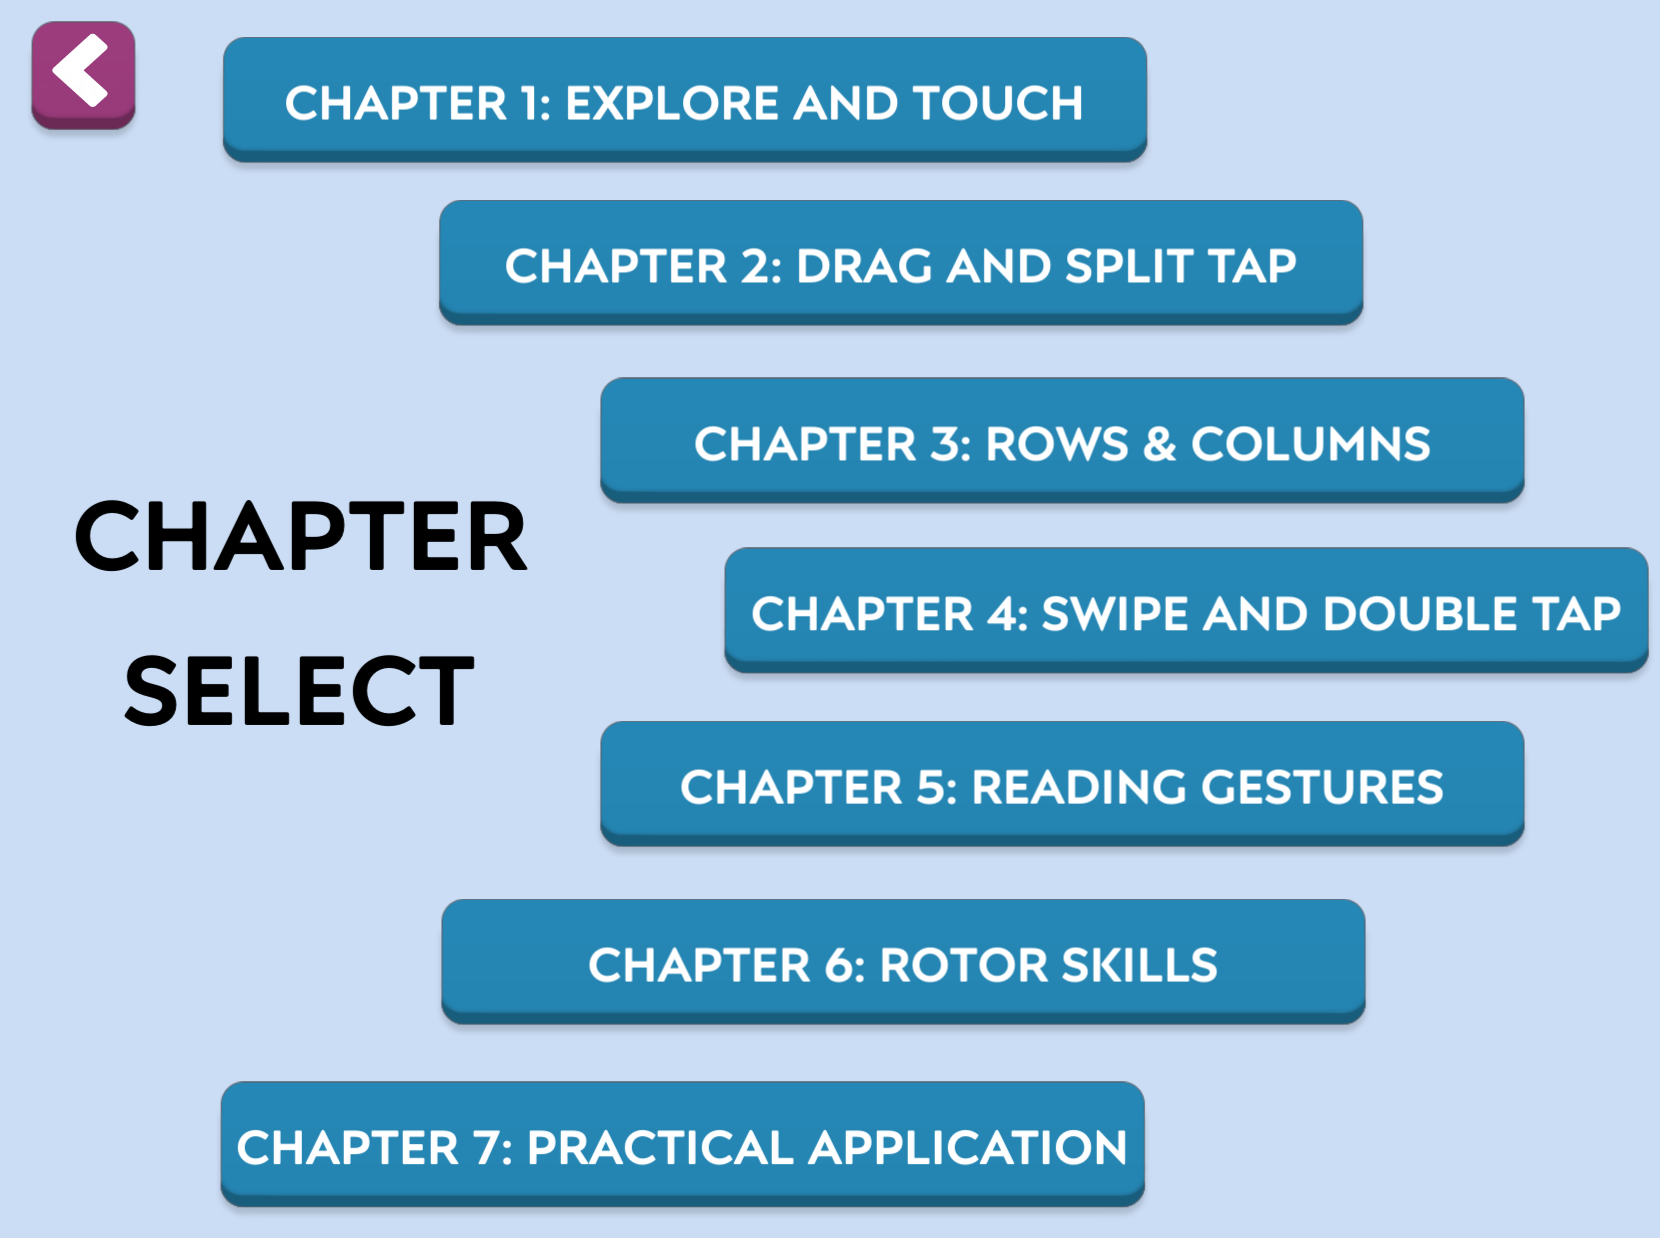 CHAPTER 1: EXPLORE AND TOUCH
CHAPTER 2: DRAG AND SPLIT TAP
CHAPTER 3: ROWS & COLUMNS
CHAPTER
SELECT
CHAPTER 4: SWIPE AND DOUBLE TAP
CHAPTER 5: READING GESTURES
CHAPTER 6: ROTOR SKILLS
CHAPTER 7: PRACTICAL APPLICATION